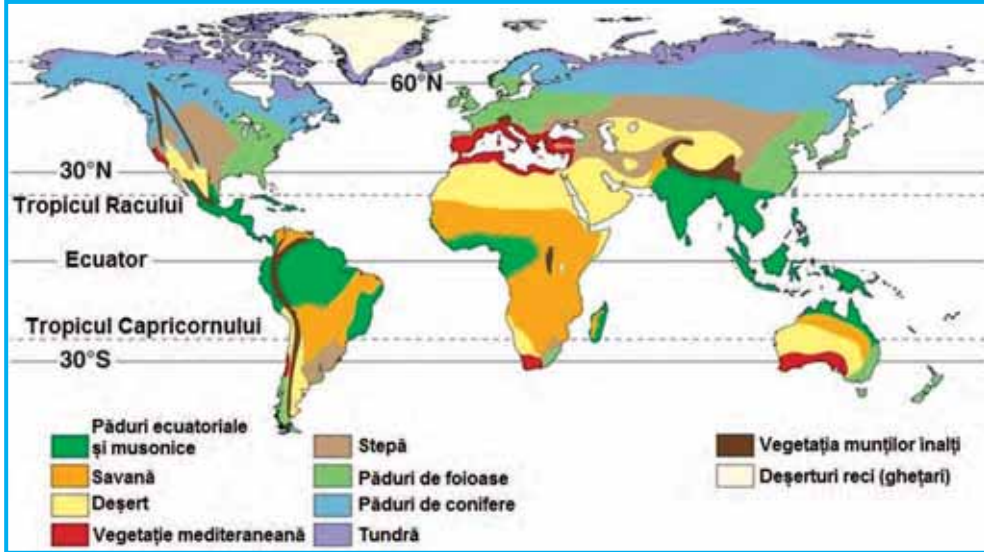 60°N
30°N
Tropicul Racului
Ecuator
Tropicul Capricornului
30°S
Păduri ecuatoriale
și musonice
Savană
Deșert
Vegetație mediteraneană
Stepă
Păduri de foioase
Păduri de conifere
Tundră
Vegetația munților înalți
Deșerturi reci (ghețari)